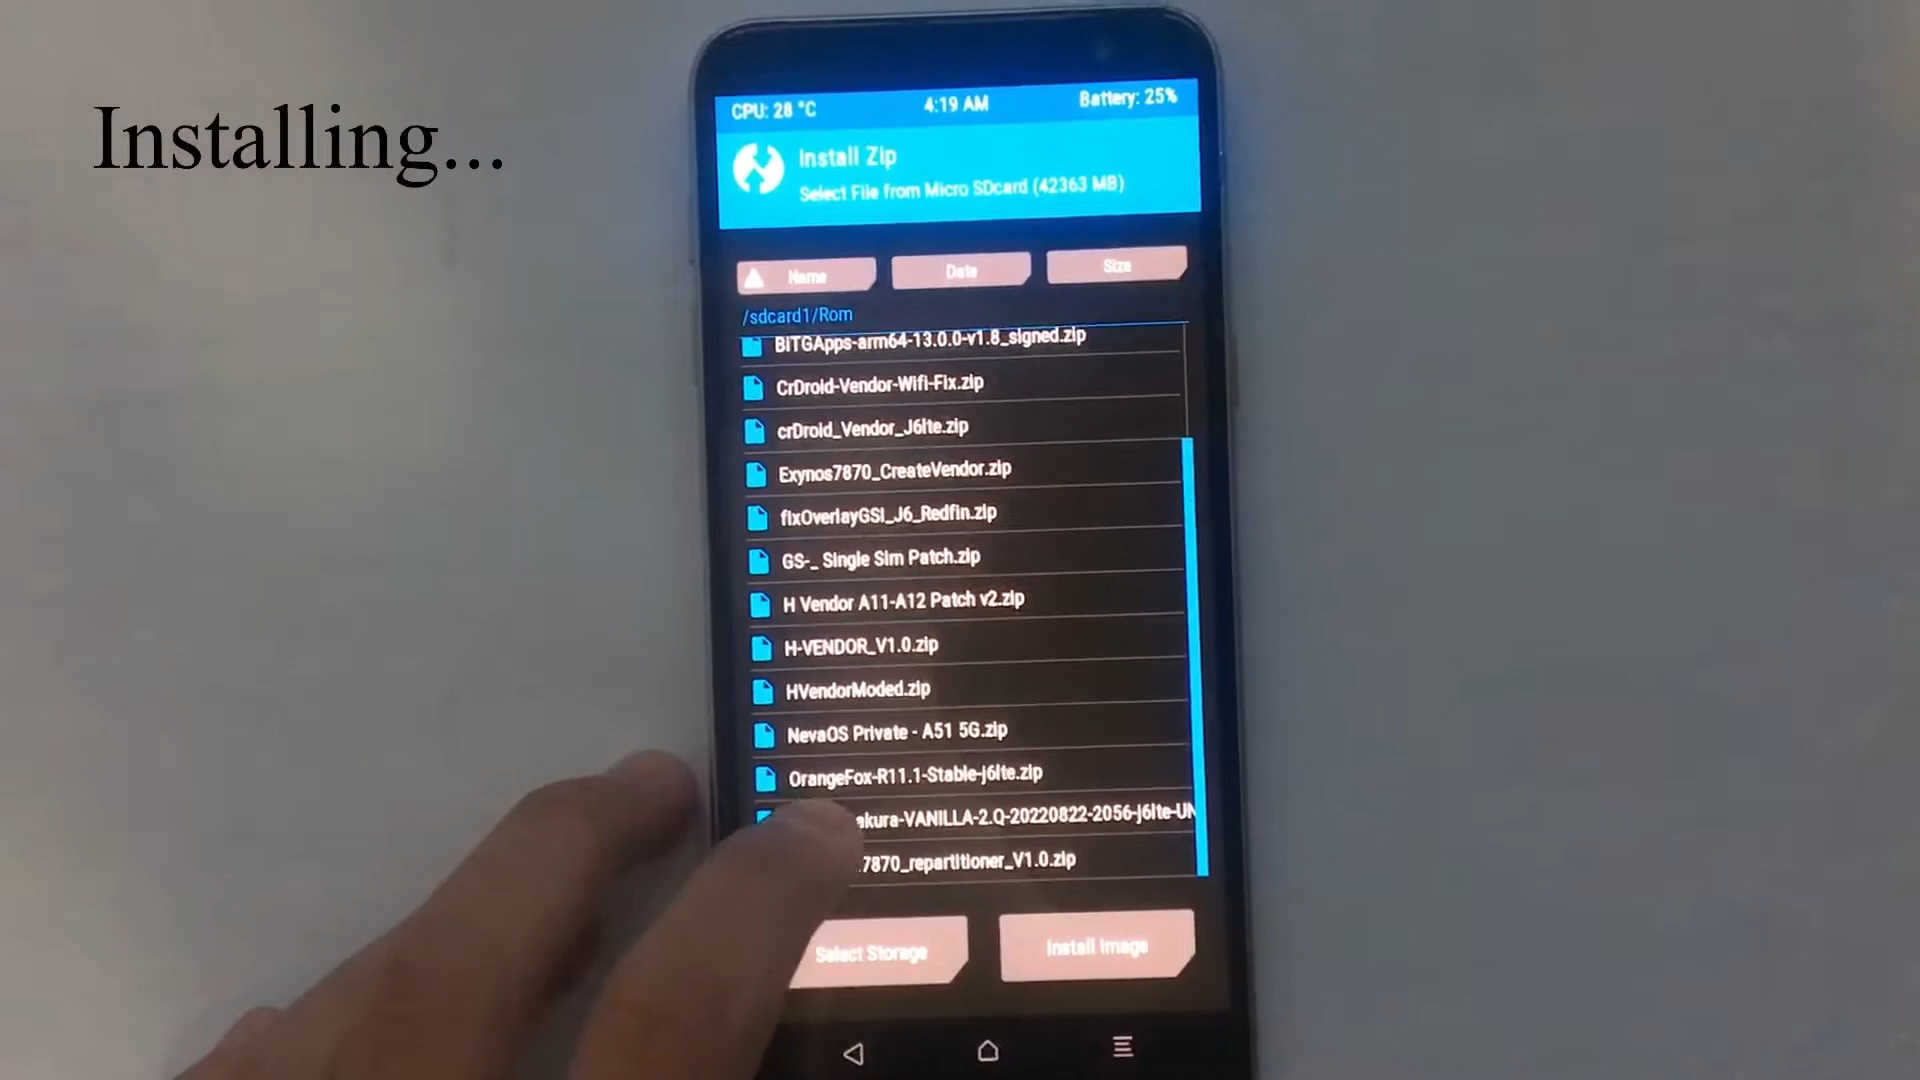 Installing...
CPU: 28 °C 4:19 AM Battery: 25%
Install Zip
Select File from Micro SDcard (42363 MB)
Name Date Size
/sdcard1/Rom
BiTGApps-arm64-13.0.0-v1.8_signed.zip
CrDroid-Vendor-Wifi-Fix.zip
crDroid_Vendor_J6lte.zip
Exynos7870_CreateVendor.zip
fixOverlayGSI_J6_Redfin.zip
GS-_ Single Sim Patch.zip
H Vendor A11-A12 Patch v2.zip
H-VENDOR_V1.0.zip
HVendorModed.zip
NevaOS Private - A51 5G.zip
OrangeFox-R11.1-Stable-j6lte.zip
akura-VANILLA-2.Q-20220822-2056-j6lte-UN
7870_repartitioner_V1.0.zip
Select Storage Install Image